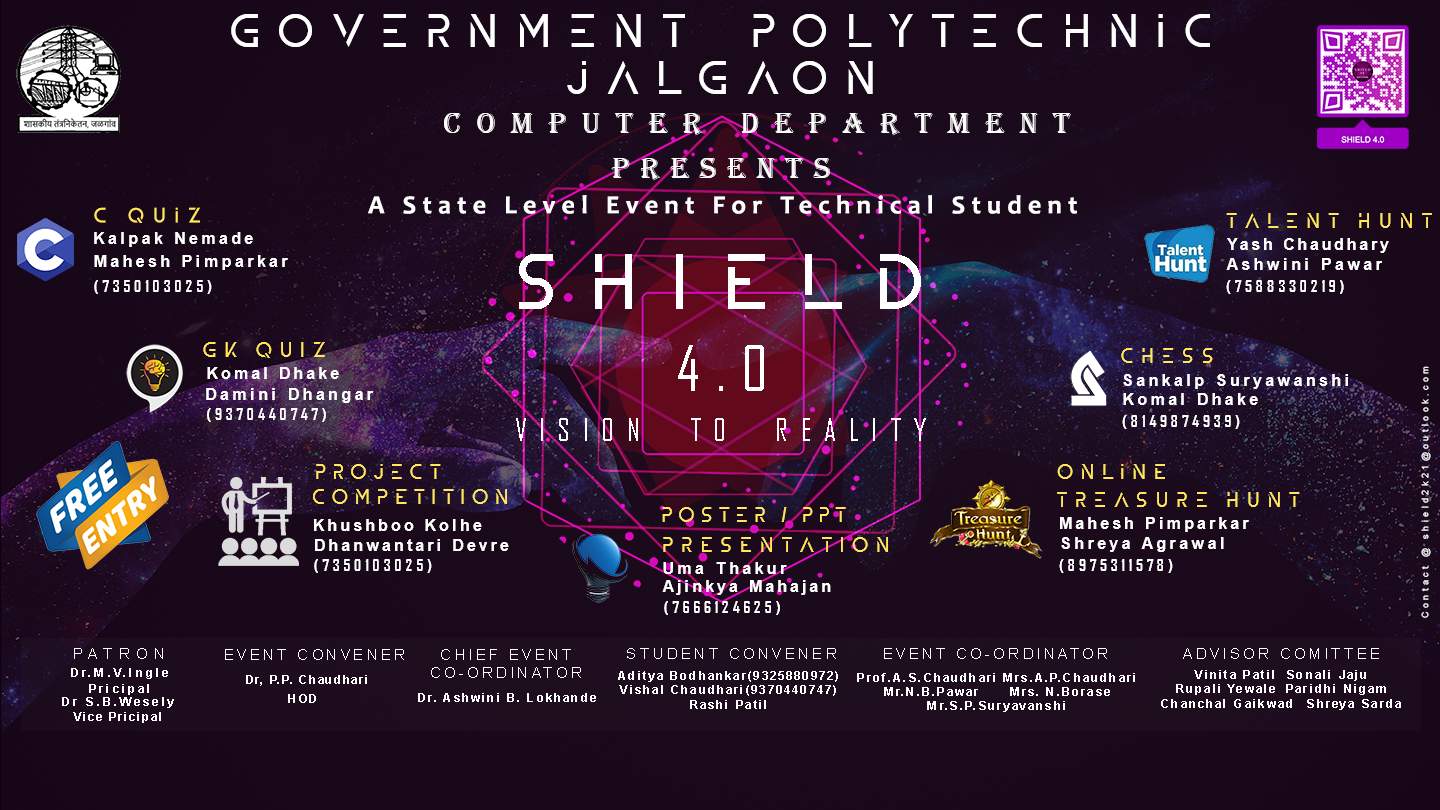 GOVERNMENT POLYTECHNiC
jALGAON
COMPUTER DEPARTMENT
PRESENTS
A State Level Event For Technical Student
शासकीय तंत्रनिकेतन, जळगांव
SHIELD 4.0
SHIELD
4.0
VISION TO REALITY
C QUiZ
Kalpak Nemade
Mahesh Pimparkar
(7350103025)
Talent
Hunt
TALENT HUNT
Yash Chaudhary
Ashwini Pawar
(7588330219)
GK QUIZ
Komal Dhake
Damini Dhangar
(9370440747)
CHESS
Sankalp Suryawanshi
Komal Dhake
(8149874939)
FREE
ENTRY
PROJECT
COMPETITION
Khushboo Kolhe
Dhanwantari Devre
(7350103025)
POSTER / PPT
PRESENTATION
Uma Thakur
Ajinkya Mahajan
(7666124625)
Treasure
Hunt
ONLiNE
TREASURE HUNT
Mahesh Pimparkar
Shreya Agrawal
(8975311578)
Contact @ shield2k21@outlook.com
PATRON
Dr.M.V.Ingle
Pricipal
Dr S.B.Wesely
Vice Pricipal
EVENT CONVENER
Dr, P.P. Chaudhari
HOD
CHIEF EVENT
CO-ORDINATOR
Dr. Ashwini B. Lokhande
STUDENT CONVENER
Aditya Bodhankar(9325880972)
Vishal Chaudhari(9370440747)
Rashi Patil
EVENT CO-ORDINATOR
Prof.A.S.Chaudhari Mrs.A.P.Chaudhari
Mr.N.B.Pawar Mrs. N.Borase
Mr.S.P.Suryavanshi
ADVISOR COMITTEE
Vinita Patil Sonali Jaju
Rupali Yewale Paridhi Nigam
Chanchal Gaikwad Shreya Sarda